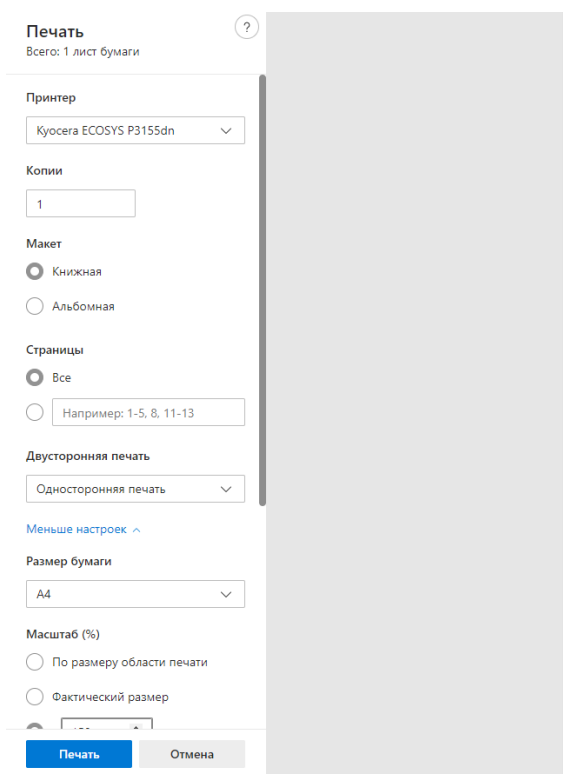 Печать
?
Всего: 1 лист бумаги
Принтер
Kyocera ECOSYS P3155dn
Копии
1
Макет
Книжная
Альбомная
Страницы
Все
Например: 1-5, 8, 11-13
Двусторонняя печать
Односторонняя печать
Меньше настроек
Размер бумаги
A4
Масштаб (%)
По размеру области печати
Фактический размер
Печать
Отмена